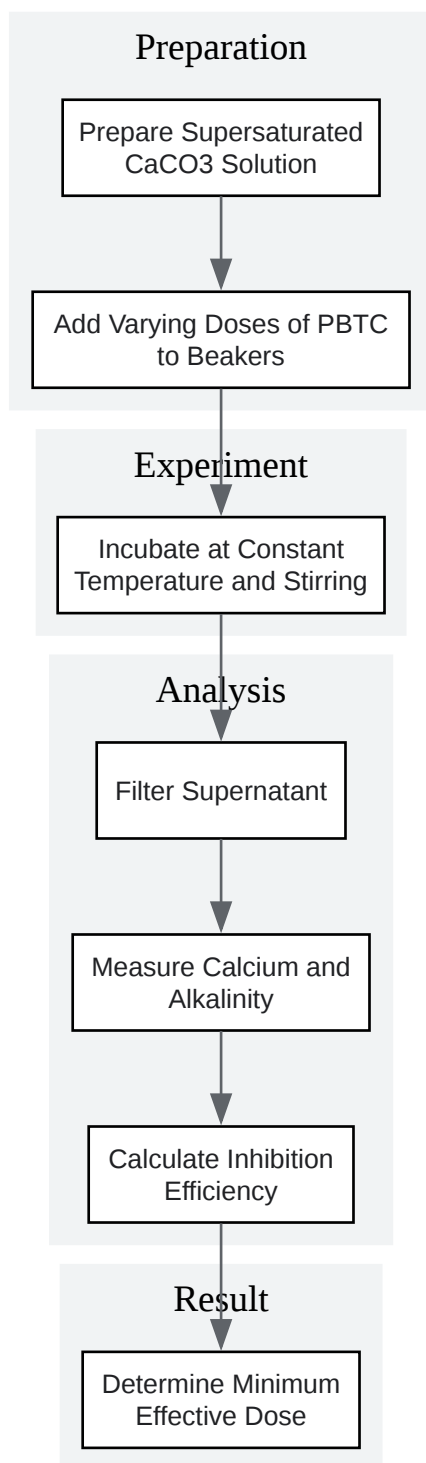 Preparation
Prepare Supersaturated
CaCO3 Solution
Add Varying Doses of PBTC
to Beakers
Experiment
Incubate at Constant
Temperature and Stirring
Analysis
Filter Supernatant
Measure Calcium and
Alkalinity
Calculate Inhibition
Efficiency
Result
Determine Minimum
Effective Dose